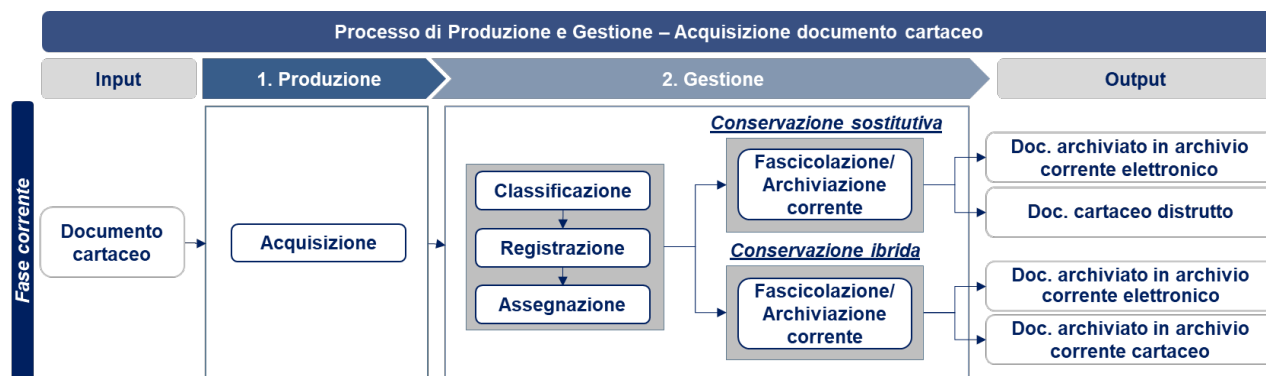 Processo di Produzione e Gestione – Acquisizione documento cartaceo
Input
1. Produzione
2. Gestione
Output
Fase corrente
Documento
cartaceo
Acquisizione
Classificazione
Registrazione
Assegnazione
Conservazione sostitutiva
Fascicolazione/
Archiviazione
corrente
Conservazione ibrida
Fascicolazione/
Archiviazione
corrente
Doc. archiviato in archivio
corrente elettronico
Doc. cartaceo distrutto
Doc. archiviato in archivio
corrente elettronico
Doc. archiviato in archivio
corrente cartaceo